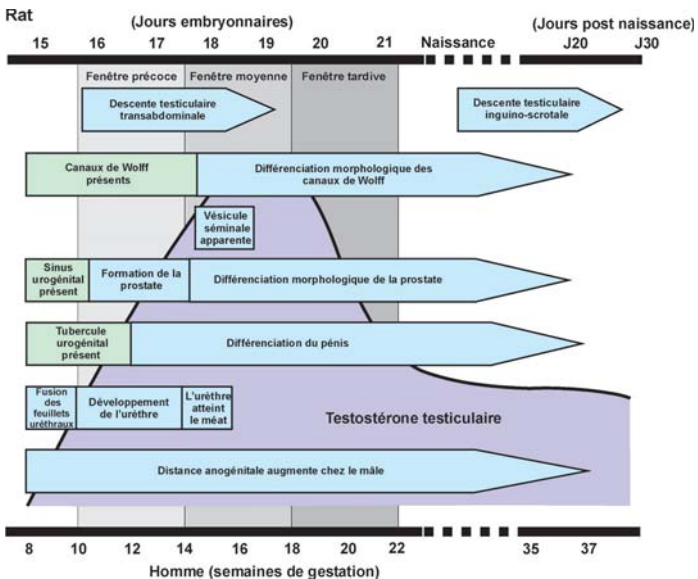 Rat
(Jours embryonnaires)
(Jours post naissance)
15 16 17 18 19 20 21 Naissance J20 J30
Fenêtre précoce Fenêtre moyenne Fenêtre tardive
Descente testiculaire
transabdominale
Descente testiculaire
inguino-scrotale
Canaux de Wolff
présents
Différenciation morphologique des
canaux de Wolff
Vésicule
séminale
apparente
Sinus
urogénital
présent
Formation de la
prostate
Différenciation morphologique de la prostate
Tubercule
urogénital
présent
Différenciation du pénis
Fusion
des
feuillets
uréthraux
Développement
de l'urèthre
L'urèthre
atteint
le méat
Testostérone testiculaire
Distance anogénitale augmente chez le mâle
8 10 12 14 16 18 20 22 35 37
Homme (semaines de gestation)